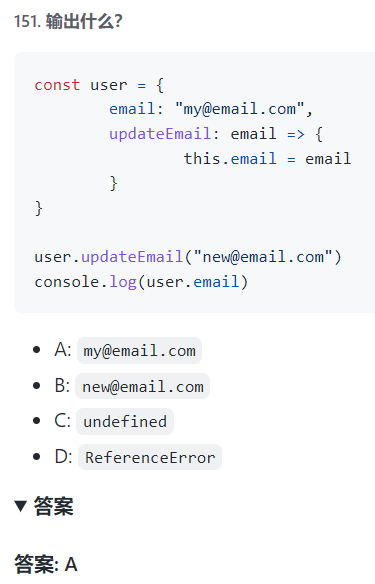 151. 输出什么?
const user = {
email: "my@email.com",
updateEmail: email => {
this.email = email
}
}
user.updateEmail("new@email.com")
console.log(user.email)
A: my@email.com
B: new@email.com
C: undefined
D: ReferenceError
答案
答案: A